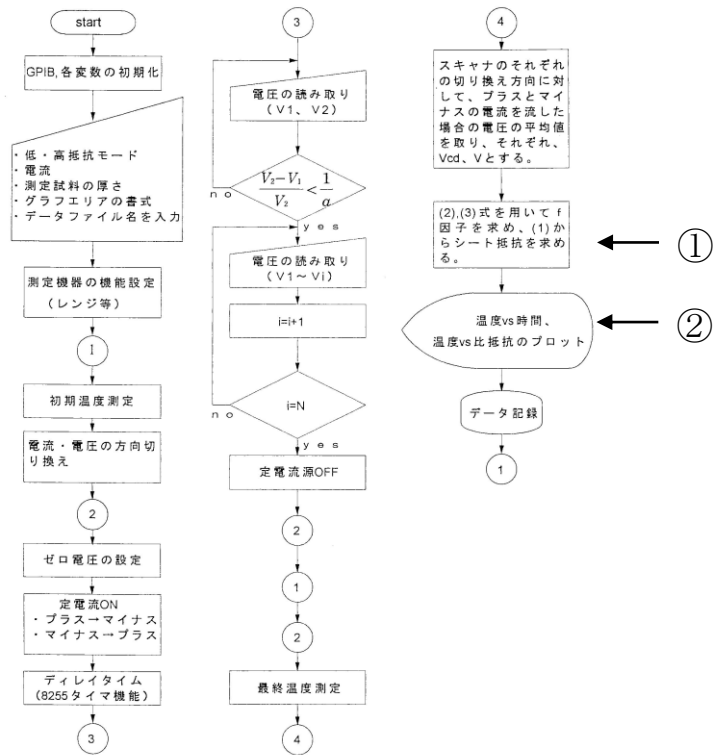 start
GPIB,各変数の初期化
・低・高抵抗モード
・電流
・測定試料の厚さ
・グラフエリアの書式
・データファイル名を入力
測定機器の機能設定
(レンジ等)
1
初期温度測定
電流・電圧の方向切
り換え
2
ゼロ電圧の設定
定電流ON
・プラス→マイナス
・マイナス→プラス
ディレイタイム
(8255タイマ機能)
3
3
電圧の読み取り
(V1、V2)
(V₂−V₁)/V₂ < 1/a
no
yes
電圧の読み取り
(V1～Vi)
i=i+1
i=N
no
yes
定電流源OFF
2
1
2
最終温度測定
4
4
スキャナのそれぞれ
の切り換え方向に対
して、プラスとマイ
ナスの電流を流した
場合の電圧の平均値
を取り、それぞれ、
Vcd、Vとする。
(2),(3)式を用いてf
因子を求め、(1)か
らシート抵抗を求め
る。
①
温度vs時間、
温度vs比抵抗のプロット
②
データ記録
1